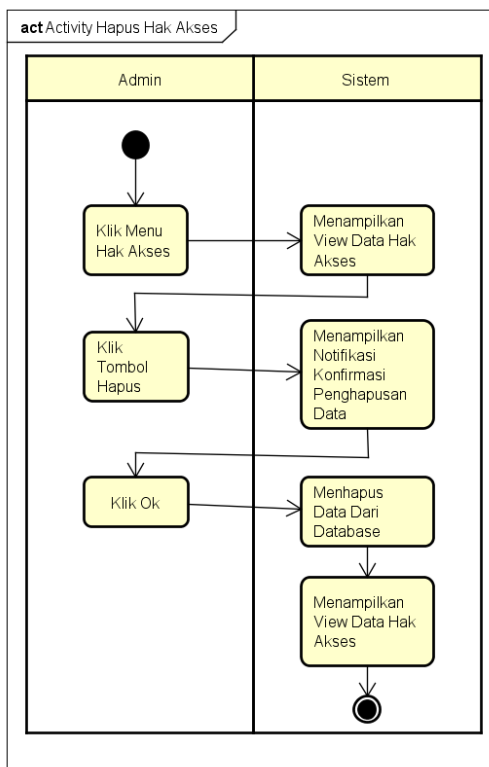 act Activity Hapus Hak Akses
Admin
Sistem
Klik Menu
Hak Akses
Menampilkan
View Data Hak
Akses
Klik
Tombol
Hapus
Menampilkan
Notifikasi
Konfirmasi
Penghapusan
Data
Klik Ok
Menhapus
Data Dari
Database
Menampilkan
View Data Hak
Akses